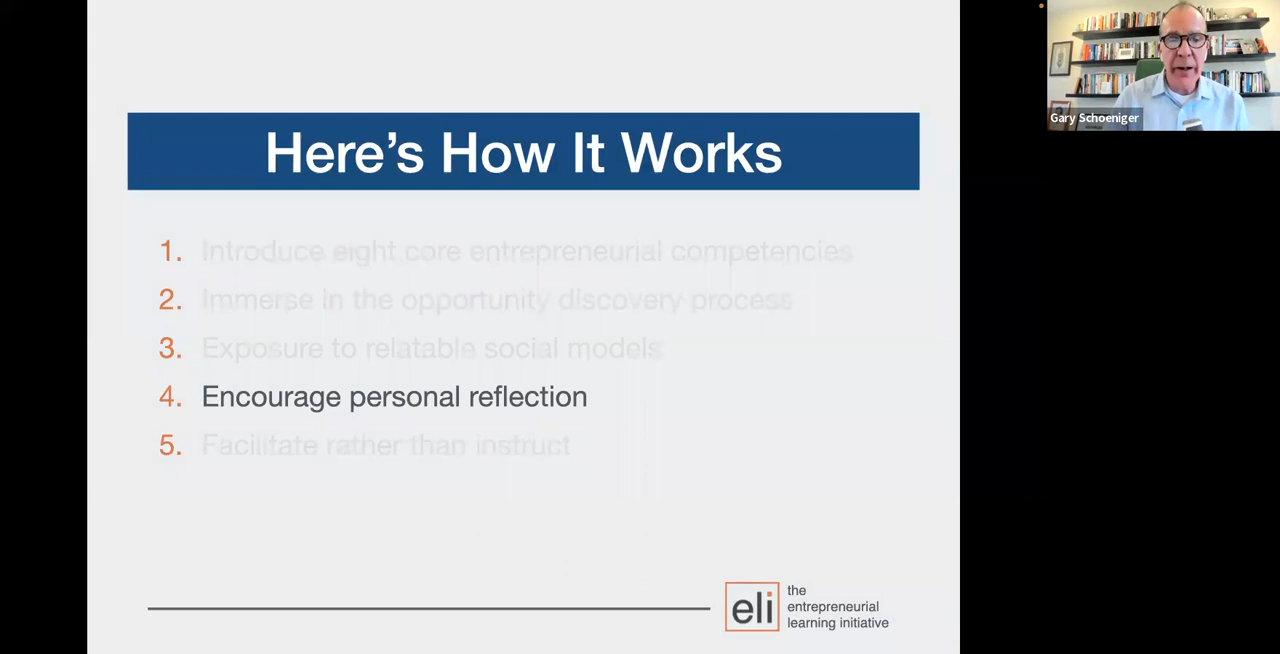 Here's How It Works
1. Introduce eight core entrepreneurial competencies
2. Immerse in the opportunity discovery process
3. Exposure to relatable social models
4. Encourage personal reflection
5. Facilitate rather than instruct
eli
the
entrepreneurial
learning initiative
Gary Schoeniger